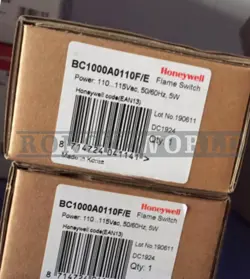 BC1000A0110F/E Honeywell
Power: 110...115Vac, 50/60Hz, 5W Flame Switch
Honeywell code(EAN13)
Lot No.190611
DC1924
Qty:
Made in Korea
BC1000A0110F/E Honeywell
Power: 110...115Vac, 50/60Hz, 5W Flame Switch
Honeywell code(EAN13)
Lot No.190611
DC1924
Qty: 1